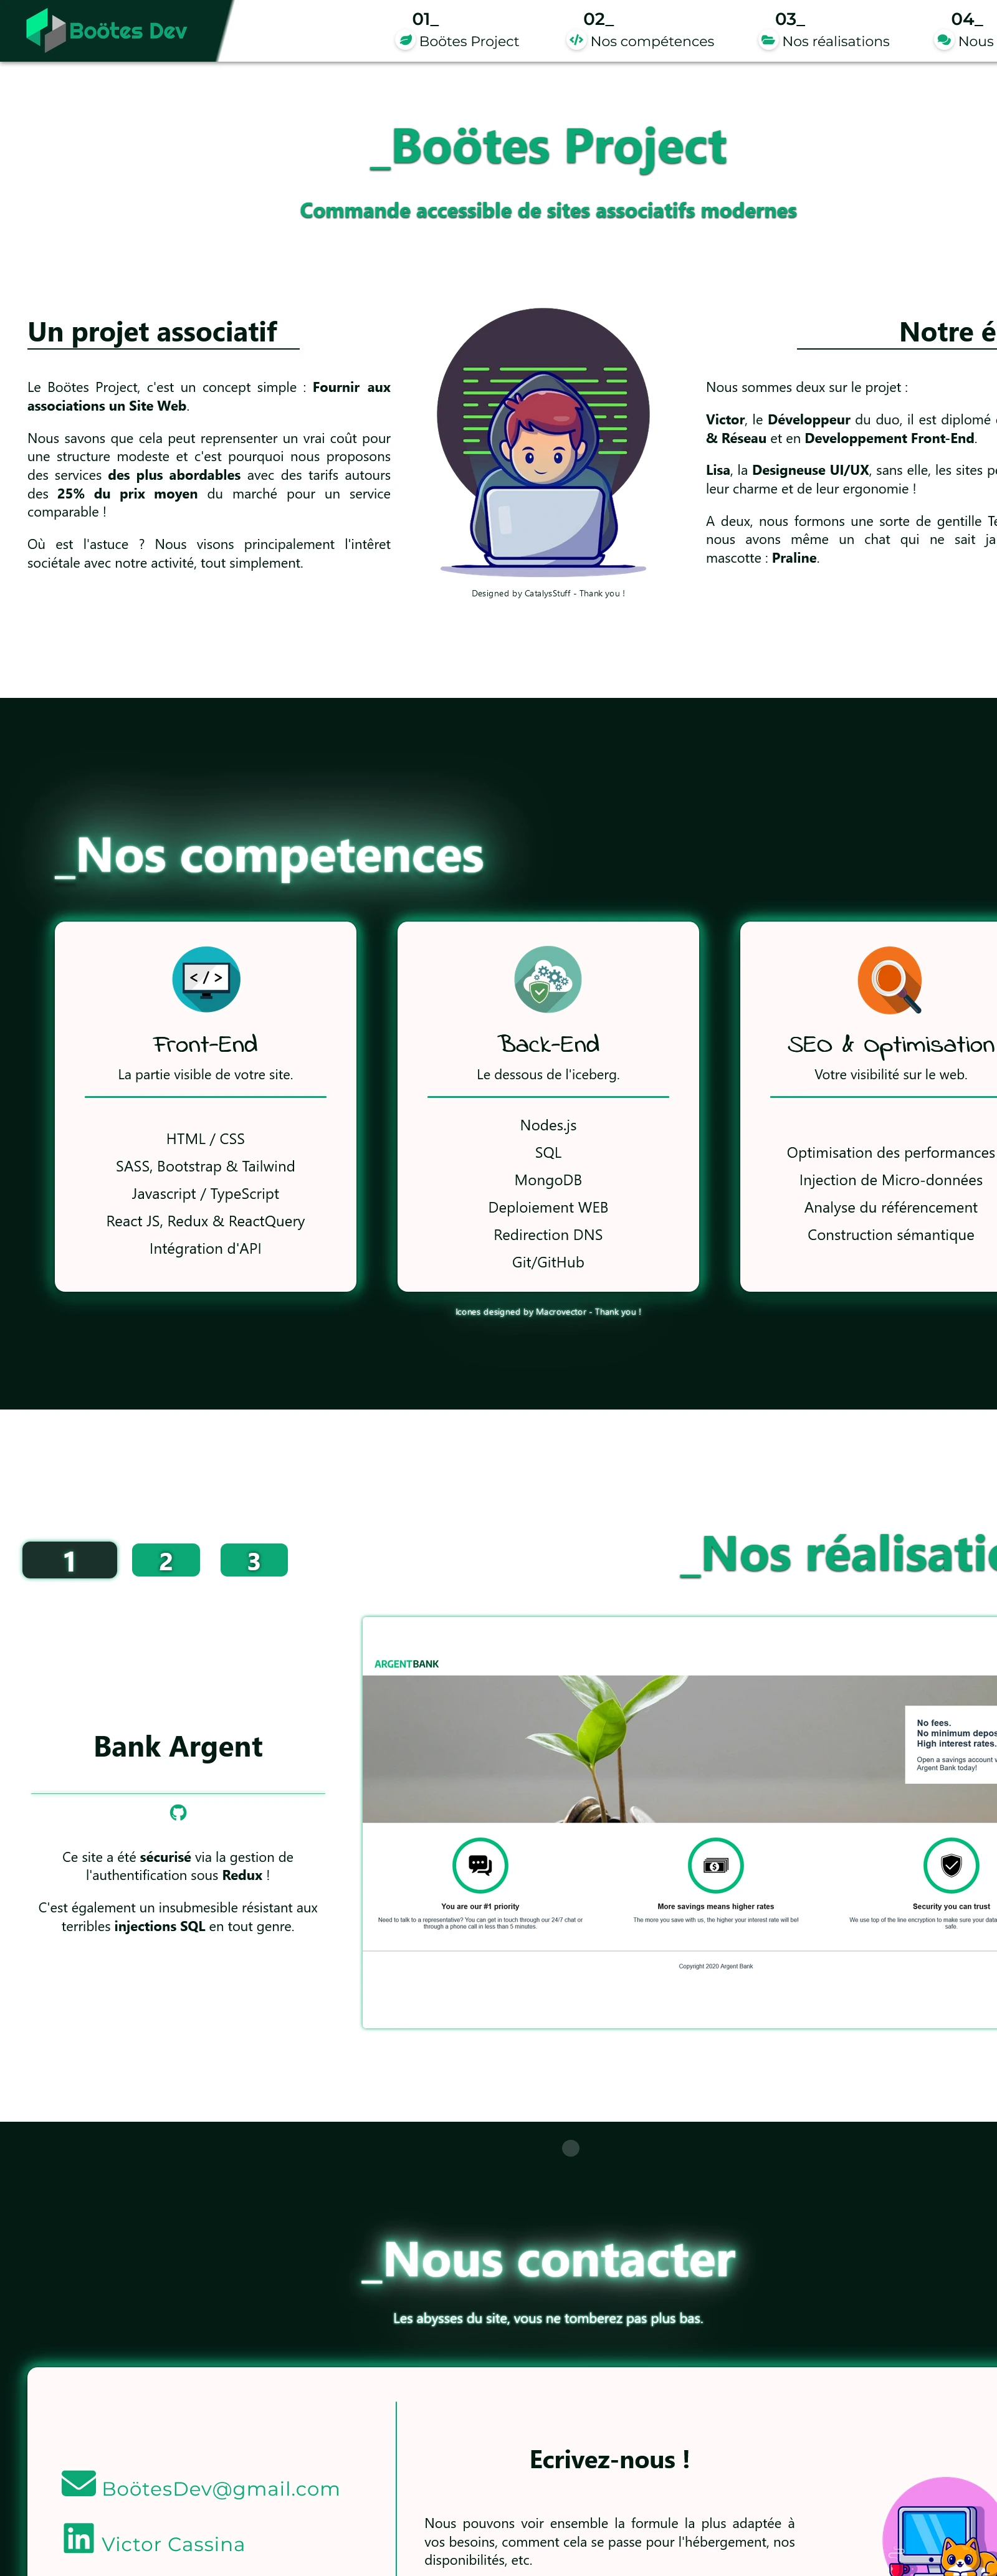 Boötes Dev
01_
Boötes Project
02_
Nos compétences
03_
Nos réalisations
04_
Nous
_Boötes Project
Commande accessible de sites associatifs modernes
Un projet associatif
Le Boötes Project, c'est un concept simple : Fournir aux
associations un Site Web.
Nous savons que cela peut reprensenter un vrai coût pour
une structure modeste et c'est pourquoi nous proposons
des services des plus abordables avec des tarifs autours
des 25% du prix moyen du marché pour un service
comparable !
Où est l'astuce ? Nous visons principalement l'intêret
sociétale avec notre activité, tout simplement.
Designed by CatalysStuff - Thank you !
Notre é
Nous sommes deux sur le projet :
Victor, le Développeur du duo, il est diplomé
& Réseau et en Developpement Front-End.
Lisa, la Designeuse UI/UX, sans elle, les sites pe
leur charme et de leur ergonomie !
A deux, nous formons une sorte de gentille Te
nous avons même un chat qui ne sait ja
mascotte : Praline.
_Nos competences
Front-End
La partie visible de votre site.
HTML / CSS
SASS, Bootstrap & Tailwind
Javascript / TypeScript
React JS, Redux & ReactQuery
Intégration d'API
Back-End
Le dessous de l'iceberg.
Nodes.js
SQL
MongoDB
Deploiement WEB
Redirection DNS
Git/GitHub
SEO & Optimisation
Votre visibilité sur le web.
Optimisation des performances
Injection de Micro-données
Analyse du référencement
Construction sémantique
Icones designed by Macrovector - Thank you !
1
2
3
_Nos réalisatio
Bank Argent
Ce site a été sécurisé via la gestion de
l'authentification sous Redux !
C'est également un insubmesible résistant aux
terribles injections SQL en tout genre.
ARGENTBANK
No fees.
No minimum depos
High interest rates.
Open a savings account w
Argent Bank today!
You are our #1 priority
Need to talk to a representative? You can get in touch through our 24/7 chat or
through a phone call in less than 5 minutes.
More savings means higher rates
The more you save with us, the higher your interest rate will be!
Security you can trust
We use top of the line encryption to make sure your data
safe.
Copyright 2020 Argent Bank
_Nous contacter
Les abysses du site, vous ne tomberez pas plus bas.
BoötesDev@gmail.com
Victor Cassina
Ecrivez-nous !
Nous pouvons voir ensemble la formule la plus adaptée à
vos besoins, comment cela se passe pour l'hébergement, nos
disponibilités, etc.